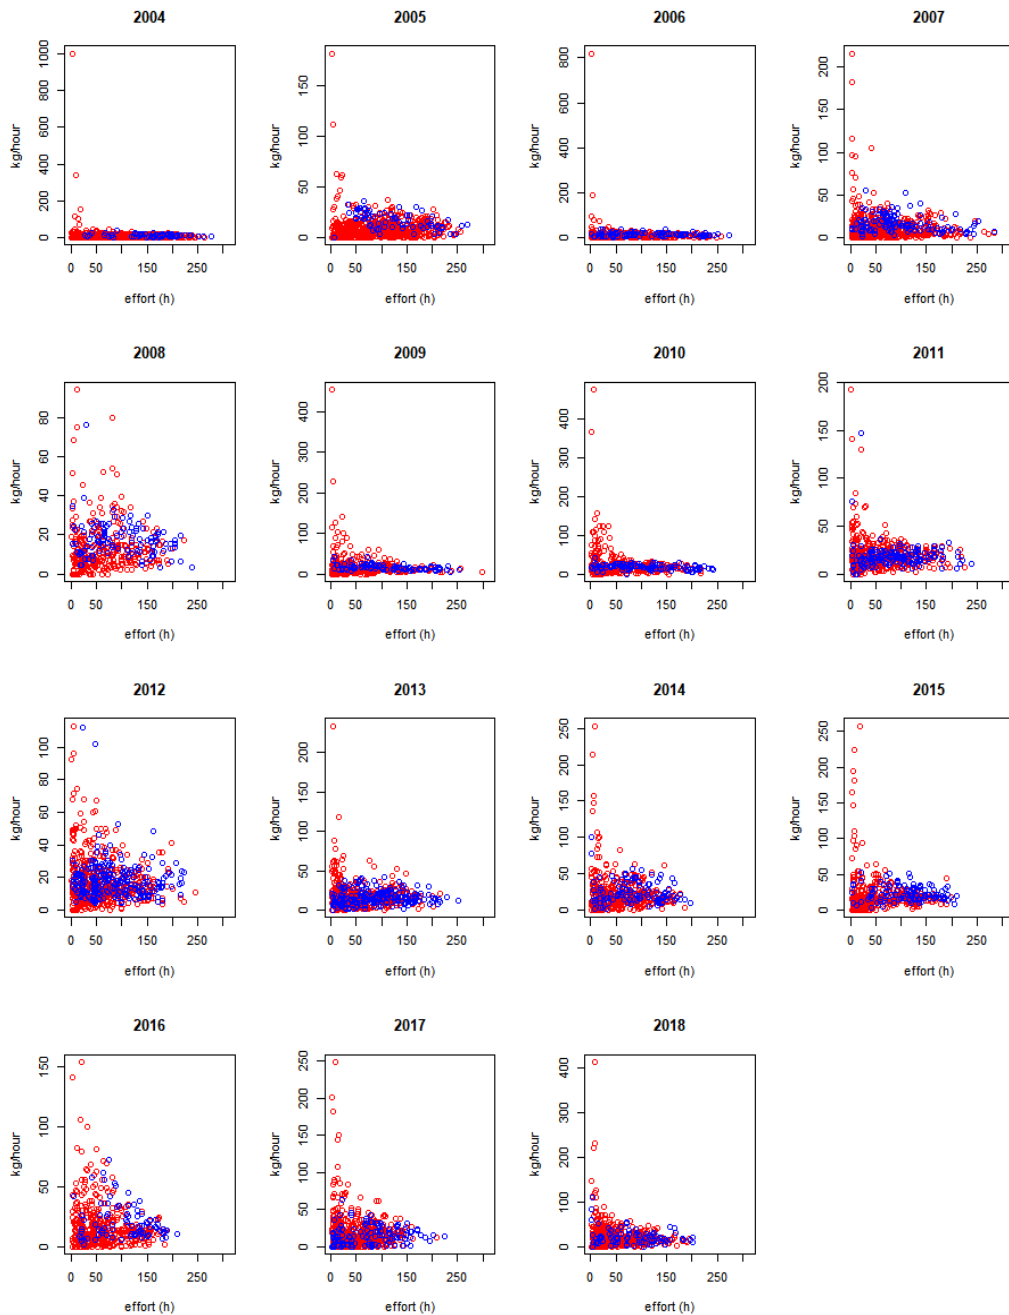 2004 2005 2006 2007
kg/hour 0 200 400 600 800 1000 kg/hour 0 50 100 150 kg/hour 0 200 400 600 800 kg/hour 0 50 100 150 200
0 50 150 250 0 50 150 250 0 50 150 250 0 50 150 250
effort (h) effort (h) effort (h) effort (h)
2008 2009 2010 2011
kg/hour 0 20 40 60 80 kg/hour 0 100 200 300 400 kg/hour 0 100 200 300 400 kg/hour 0 50 100 150 200
0 50 150 250 0 50 150 250 0 50 150 250 0 50 150 250
effort (h) effort (h) effort (h) effort (h)
2012 2013 2014 2015
kg/hour 0 20 40 60 80 100 kg/hour 0 50 100 150 200 kg/hour 0 50 100 150 200 250 kg/hour 0 50 100 150 200 250
0 50 150 250 0 50 150 250 0 50 150 250 0 50 150 250
effort (h) effort (h) effort (h) effort (h)
2016 2017 2018
kg/hour 0 50 100 150 kg/hour 0 50 100 150 200 250 kg/hour 0 100 200 300 400
0 50 150 250 0 50 150 250 0 50 150 250
effort (h) effort (h) effort (h)